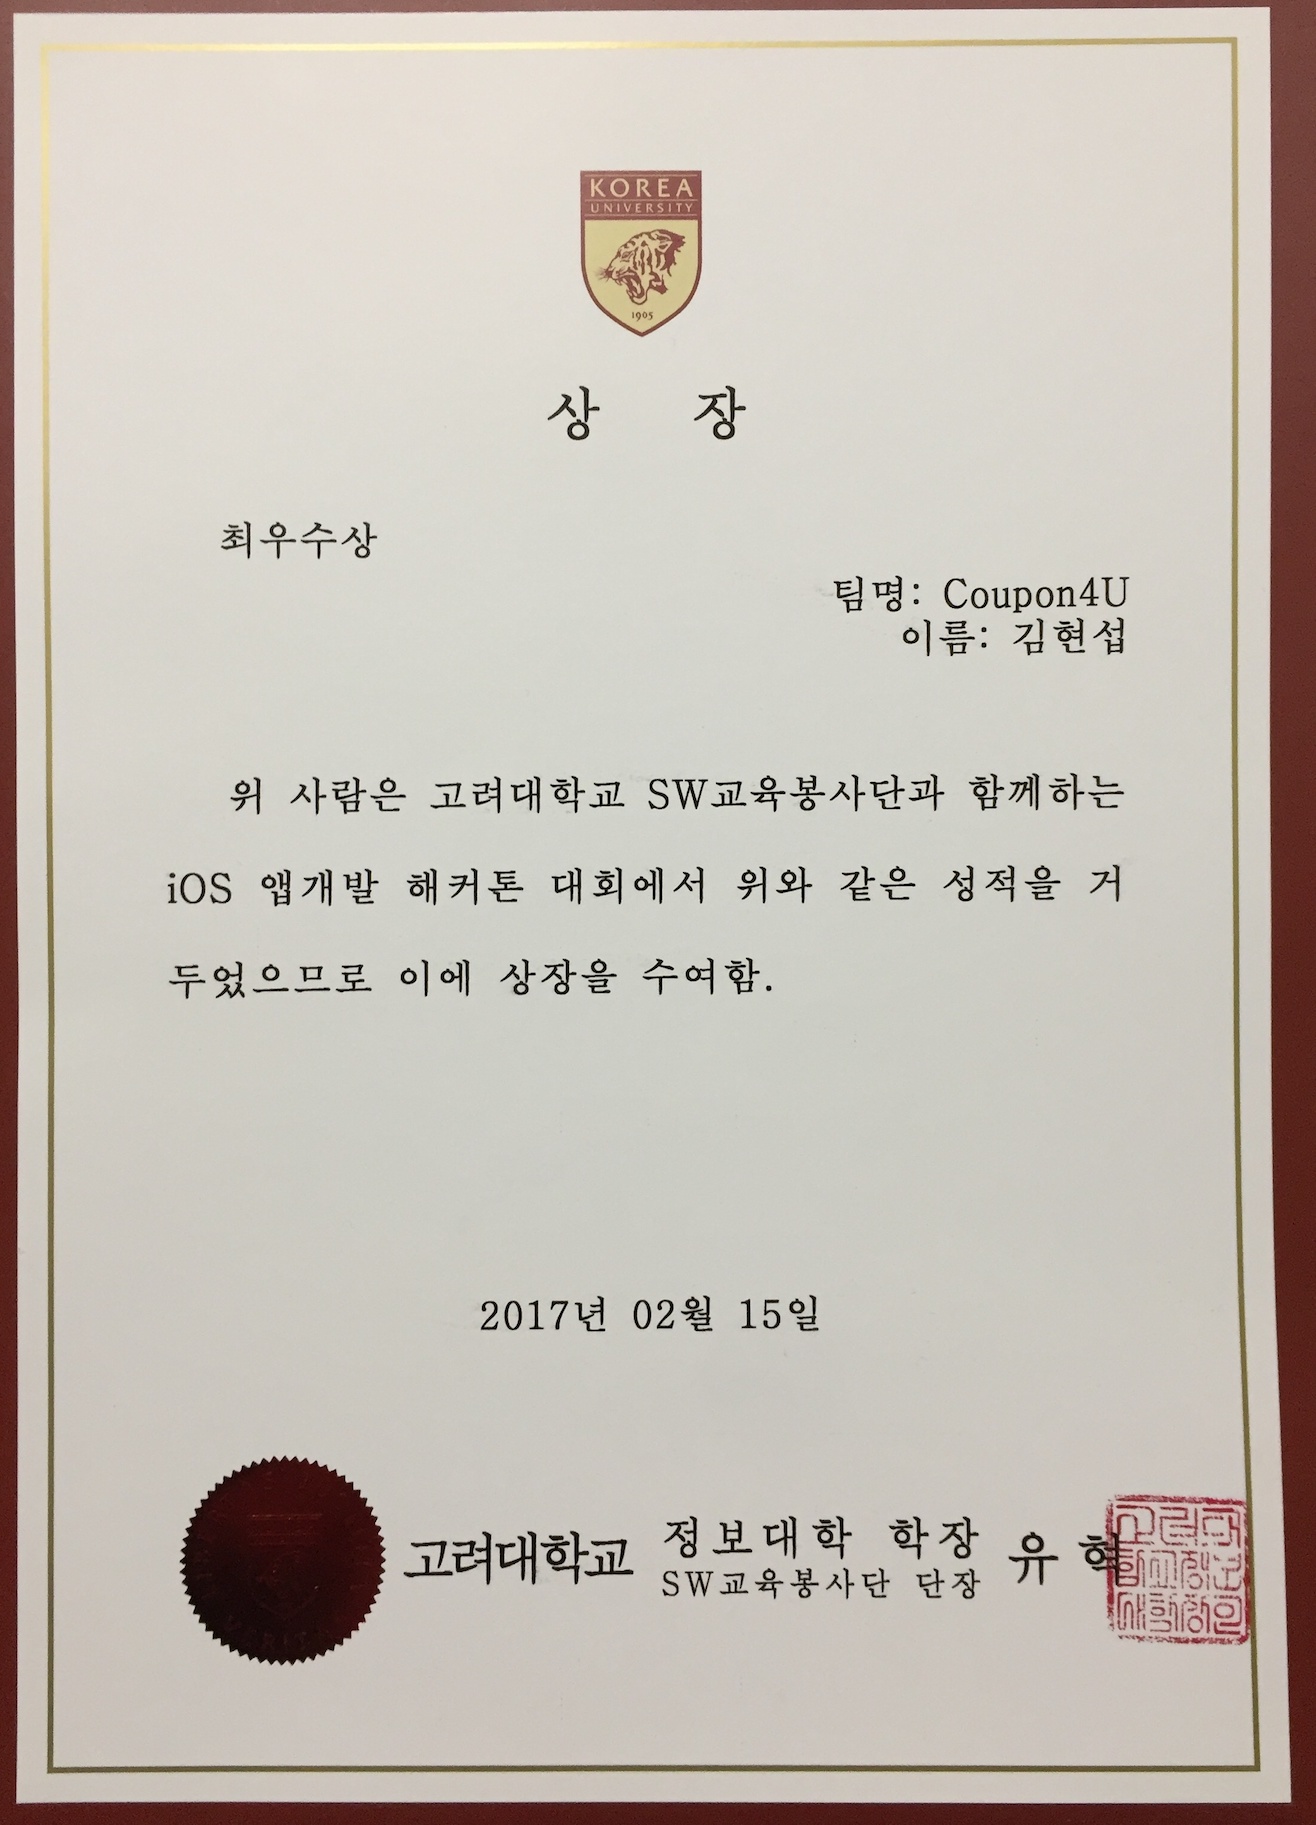 KOREA
UNIVERSITY
1905
상 장
최우수상
팀명: Coupon4U
이름: 김현섭
위 사람은 고려대학교 SW교육봉사단과 함께하는
iOS 앱개발 해커톤 대회에서 위와 같은 성적을 거
두었으므로 이에 상장을 수여함.
2017년 02월 15일
고려대학교 정보대학 학장 유 혁
SW교육봉사단 단장